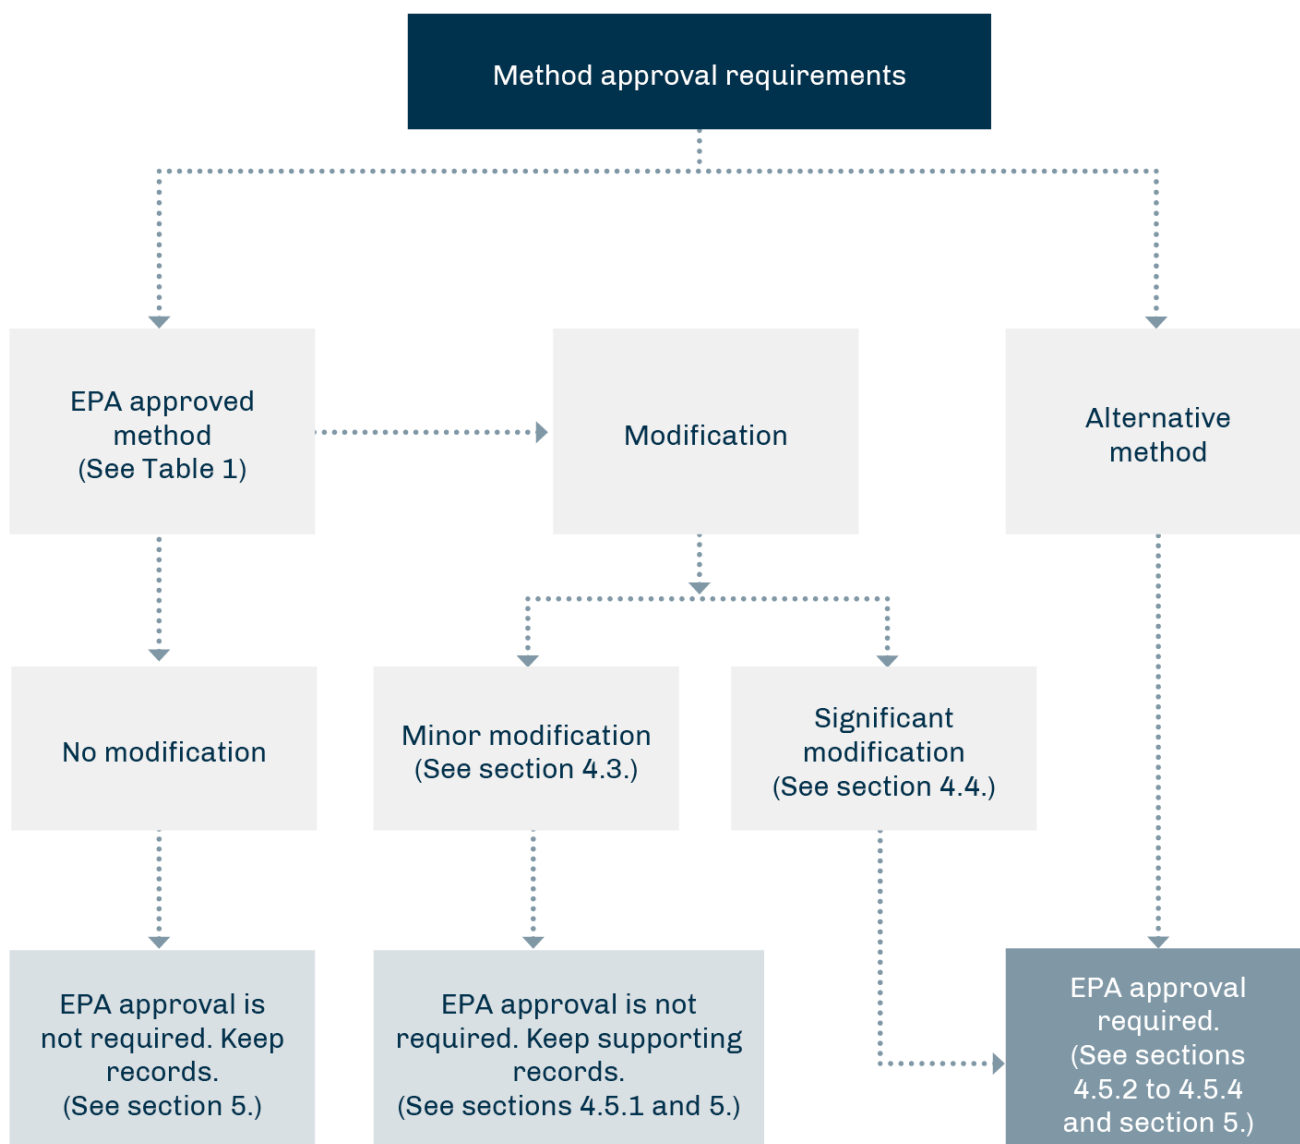 Method approval requirements
EPA approved
method
(See Table 1)
Modification
Alternative
method
No modification
Minor modification
(See section 4.3.)
Significant
modification
(See section 4.4.)
EPA approval is
not required. Keep
records.
(See section 5.)
EPA approval is not
required. Keep supporting
records.
(See sections 4.5.1 and 5.)
EPA approval
required.
(See sections
4.5.2 to 4.5.4
and section 5.)